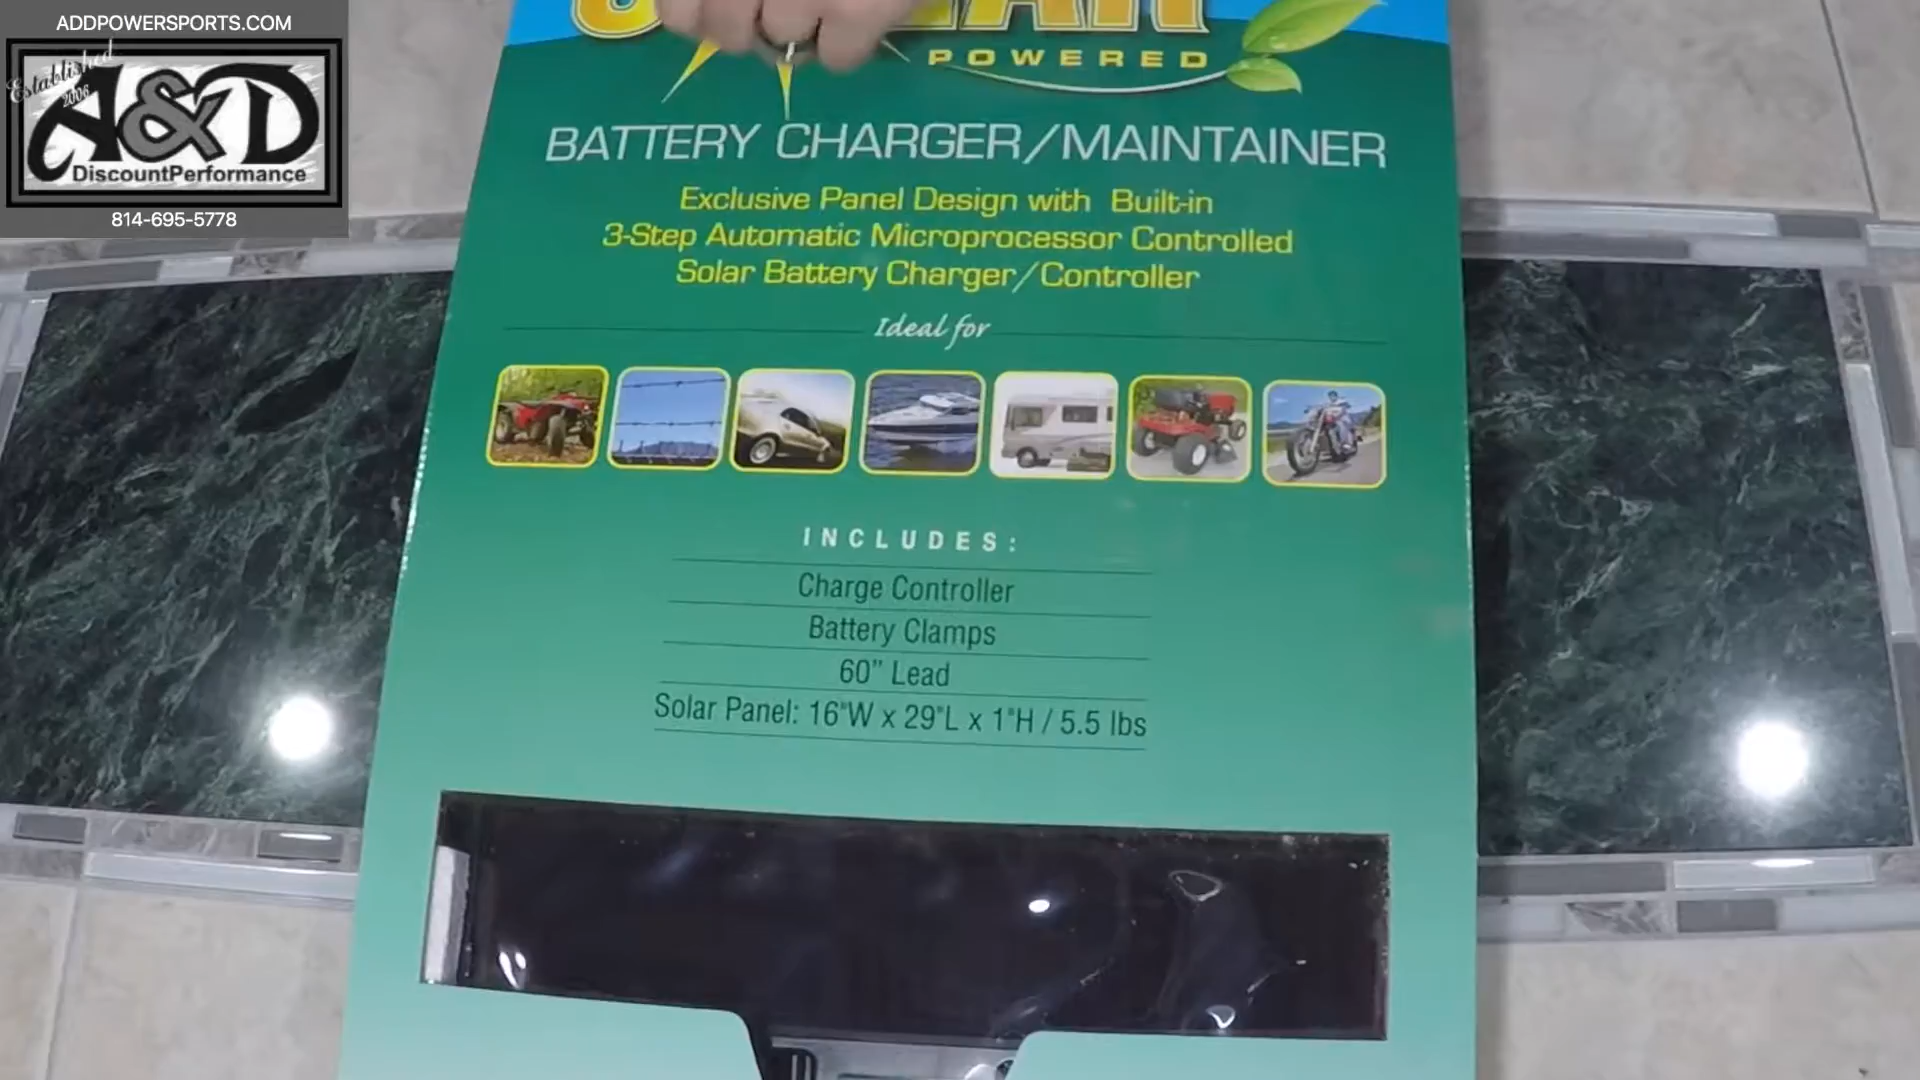 ADDPOWERSPORTS.COM
Established
2006
A&D
DiscountPerformance
814-695-5778
POWERED
BATTERY CHARGER/MAINTAINER
Exclusive Panel Design with Built-in
3-Step Automatic Microprocessor Controlled
Solar Battery Charger/Controller
Ideal for
INCLUDES:
Charge Controller
Battery Clamps
60" Lead
Solar Panel: 16"W x 29"L x 1"H / 5.5 lbs